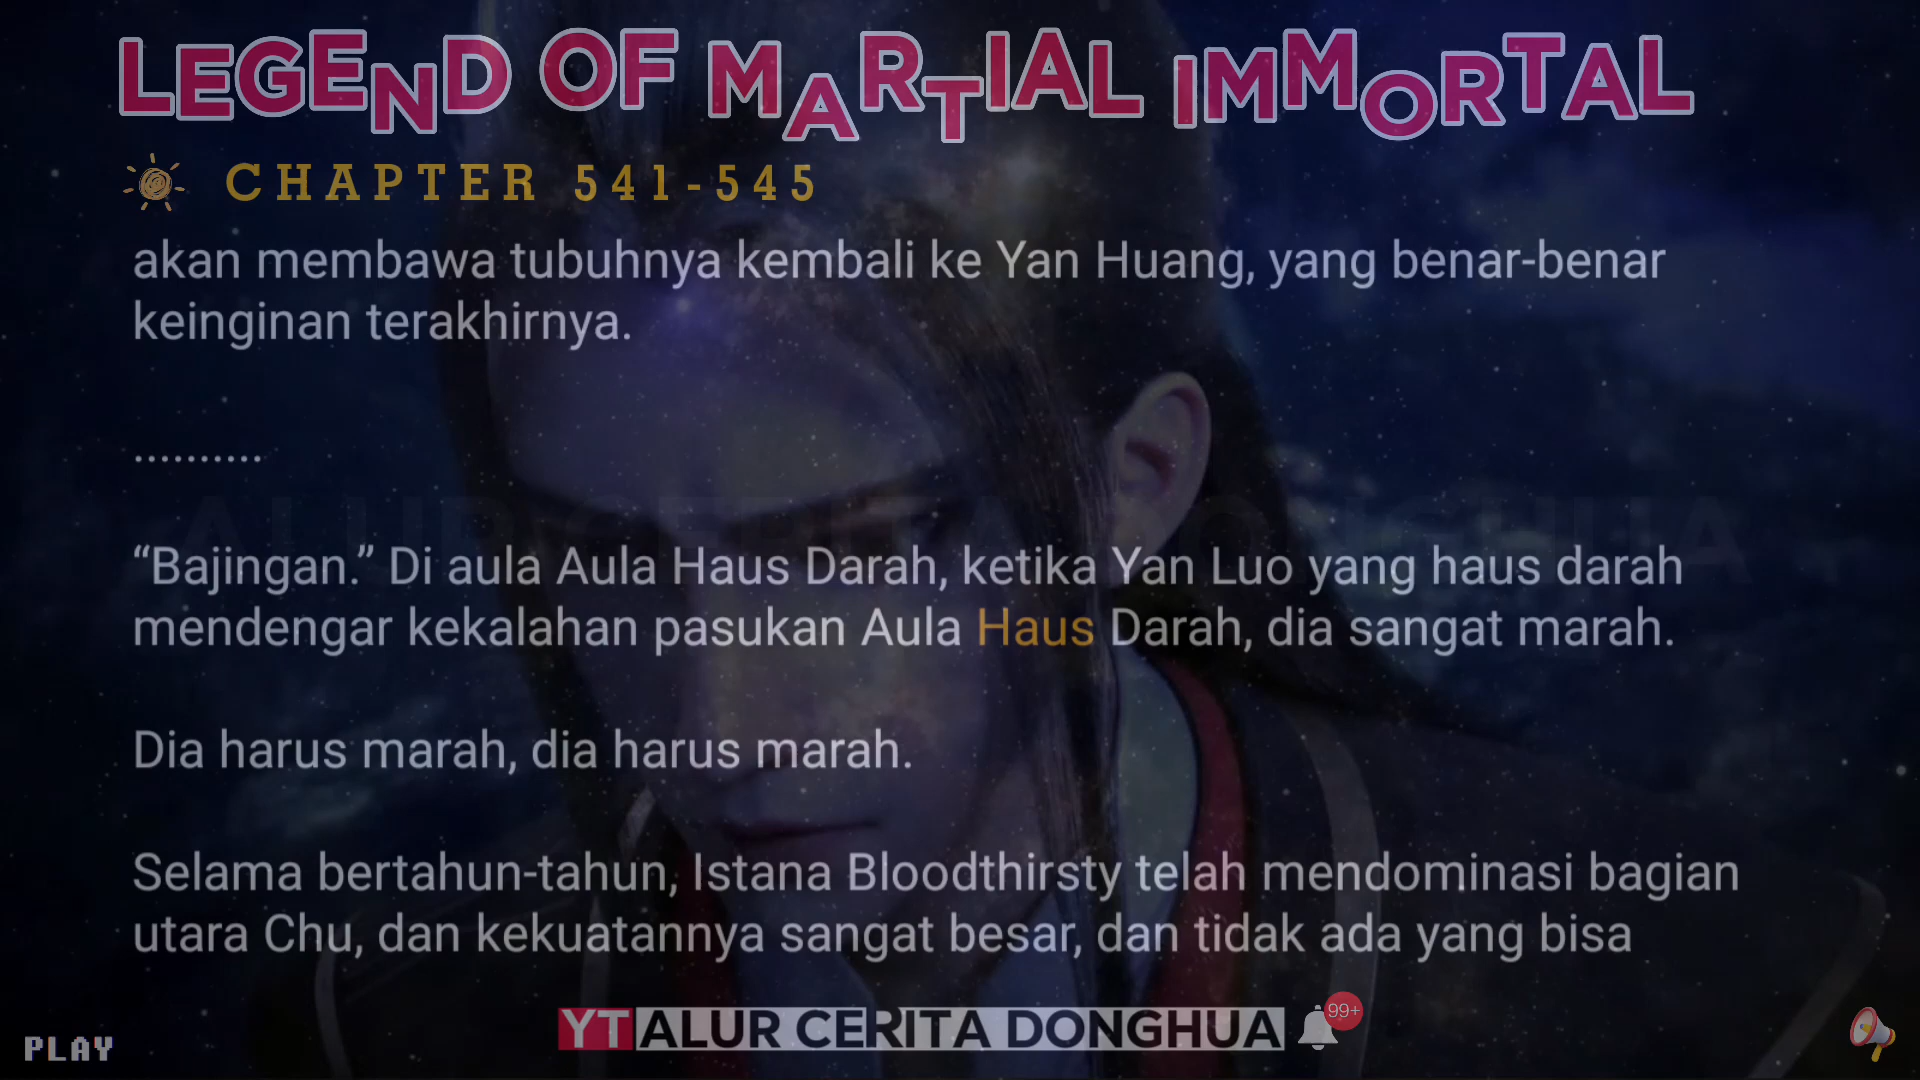 LEGEND OF MARTIAL IMMORTAL
CHAPTER 541-545
akan membawa tubuhnya kembali ke Yan Huang, yang benar-benar
keinginan terakhirnya.
..........
ALUR CERITA DONGHUA
“Bajingan.” Di aula Aula Haus Darah, ketika Yan Luo yang haus darah
mendengar kekalahan pasukan Aula Haus Darah, dia sangat marah.
Dia harus marah, dia harus marah.
Selama bertahun-tahun, Istana Bloodthirsty telah mendominasi bagian
utara Chu, dan kekuatannya sangat besar, dan tidak ada yang bisa
YT ALUR CERITA DONGHUA 99+
PLAY